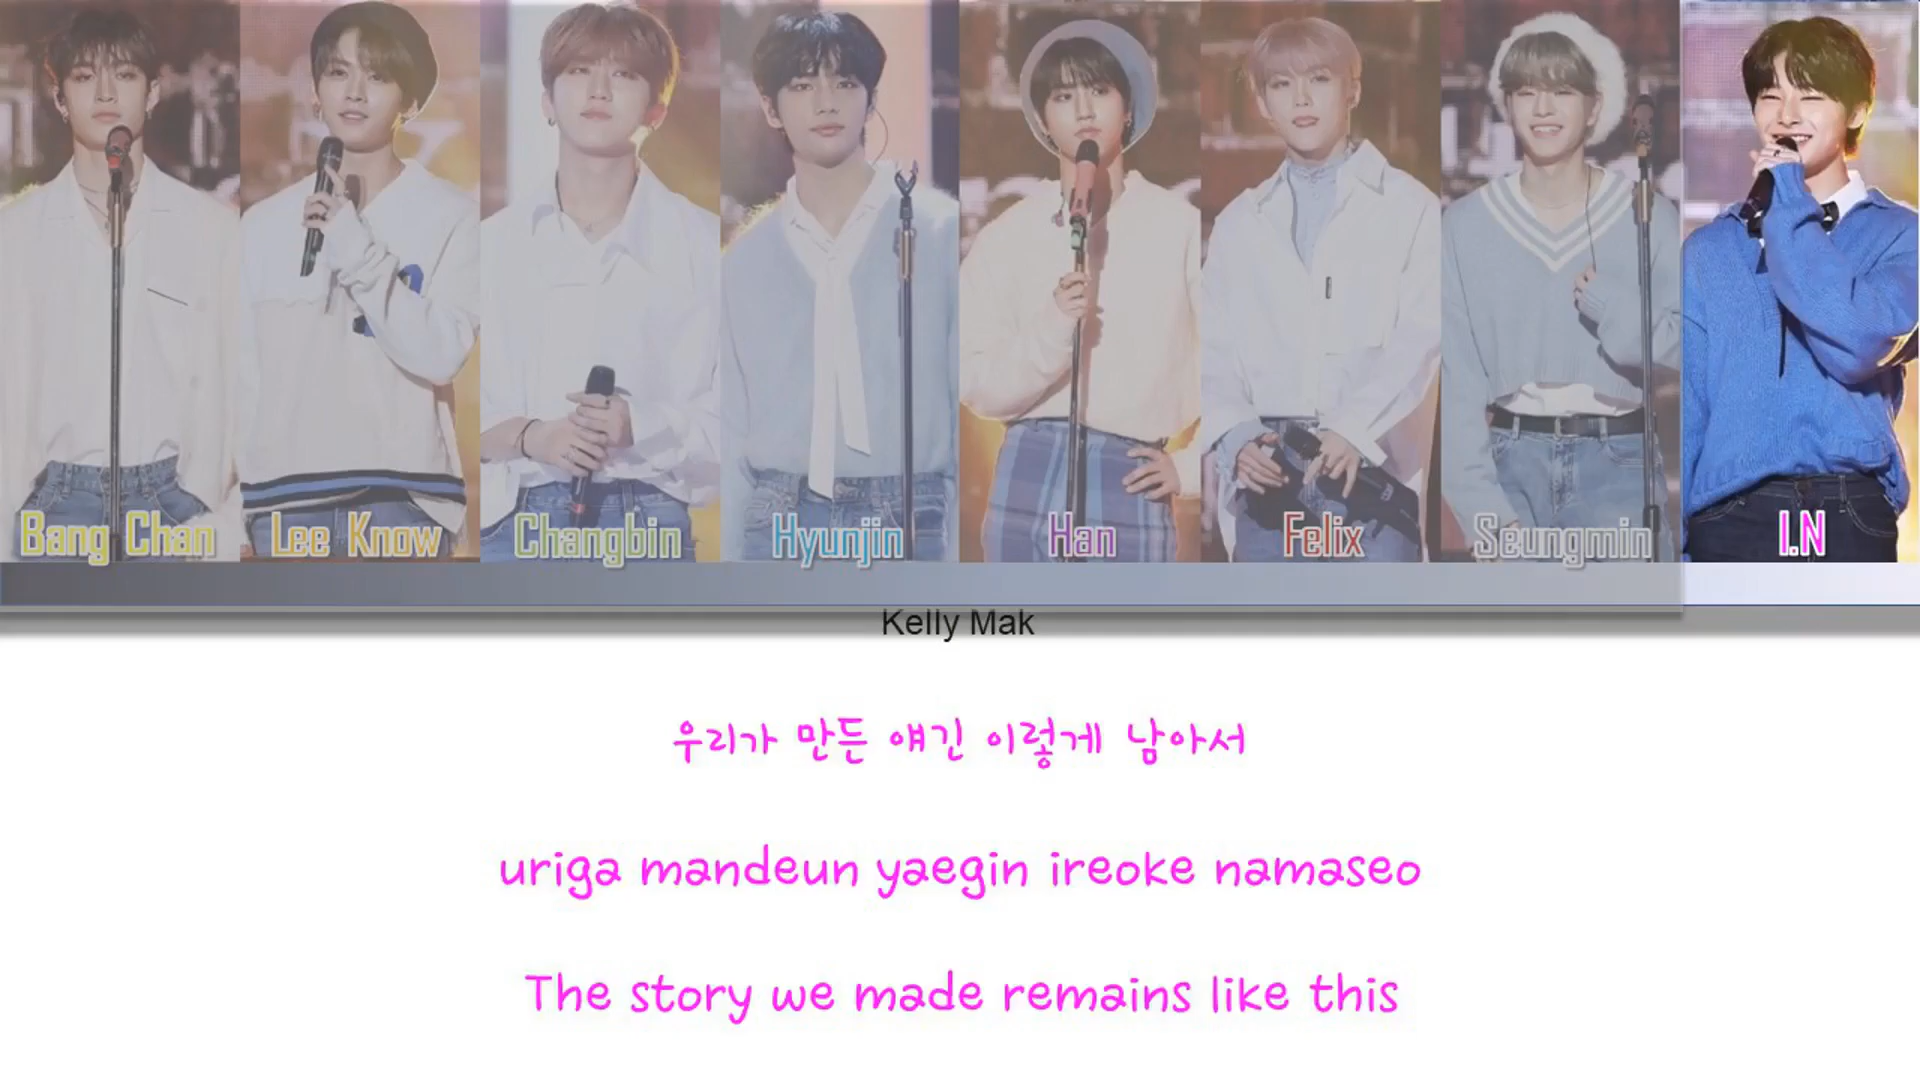 Bang Chan Lee Know Changbin Hyunjin Han Felix Seungmin I.N
Kelly Mak
우리가 만든 얘긴 이렇게 남아서
uriga mandeun yaegin ireoke namaseo
The story we made remains like this